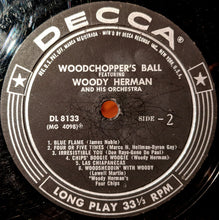 DECCA
WOODCHOPPER'S BALL
FEATURING
WOODY HERMAN
AND HIS ORCHESTRA
DL 8133
(MG 4098)
SIDE - 2
1. BLUE FLAME (James Noble)
2. FOUR OR FIVE TIMES (Marco H. Hellman-Byron Gay)
3. IRRESISTIBLE YOU (Don Raye-Gene De Paul)
4. CHIPS' BOOGIE WOOGIE (Woody Herman)
5. LAS CHIAPANECAS
6. WOODSHEDDIN' WITH WOODY
(Lowell Martin)
"Woody Herman's
Four Chips
LONG PLAY 33⅓ RPM